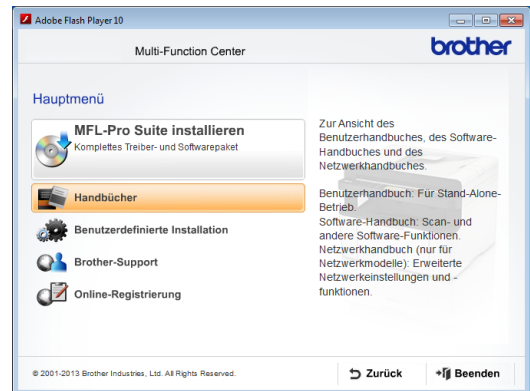 Adobe Flash Player 10
Multi-Function Center
brother
Hauptmenü
MFL-Pro Suite installieren
Komplettes Treiber- und Softwarepaket
Handbücher
Benutzerdefinierte Installation
Brother-Support
Online-Registrierung
Zur Ansicht des
Benutzerhandbuches, des Software-
Handbuches und des
Netzwerkhandbuches.
Benutzerhandbuch: Für Stand-Alone-
Betrieb.
Software-Handbuch: Scan- und
andere Software-Funktionen.
Netzwerkhandbuch (nur für
Netzwerkmodelle): Erweiterte
Netzwerkeinstellungen und -
funktionen.
© 2001-2013 Brother Industries, Ltd. All Rights Reserved.
Zurück
Beenden